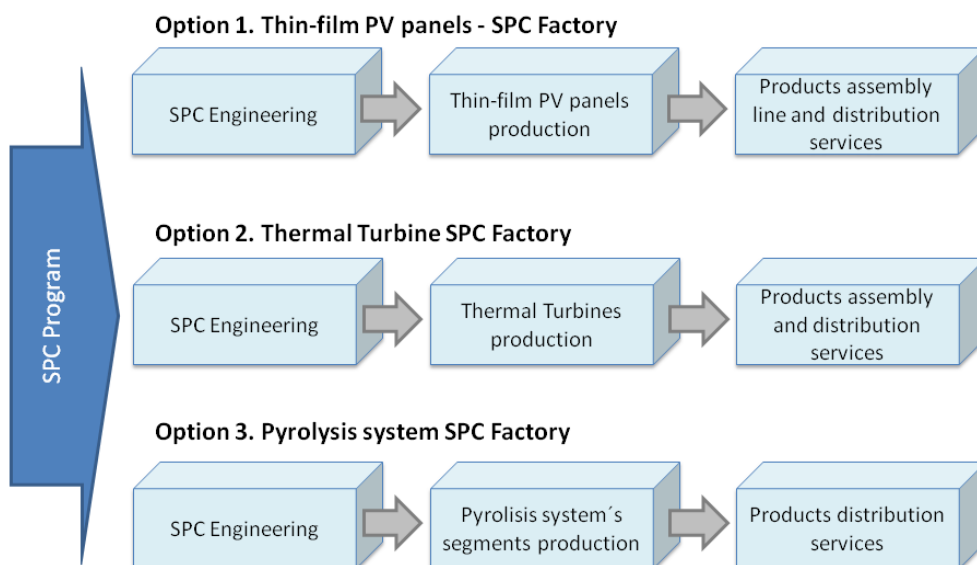 Option 1. Thin-film PV panels - SPC Factory
SPC Engineering
Thin-film PV panels
production
Products assembly
line and distribution
services
SPC Program
Option 2. Thermal Turbine SPC Factory
SPC Engineering
Thermal Turbines
production
Products assembly
and distribution
services
Option 3. Pyrolysis system SPC Factory
SPC Engineering
Pyrolisis system´s
segments production
Products distribution
services